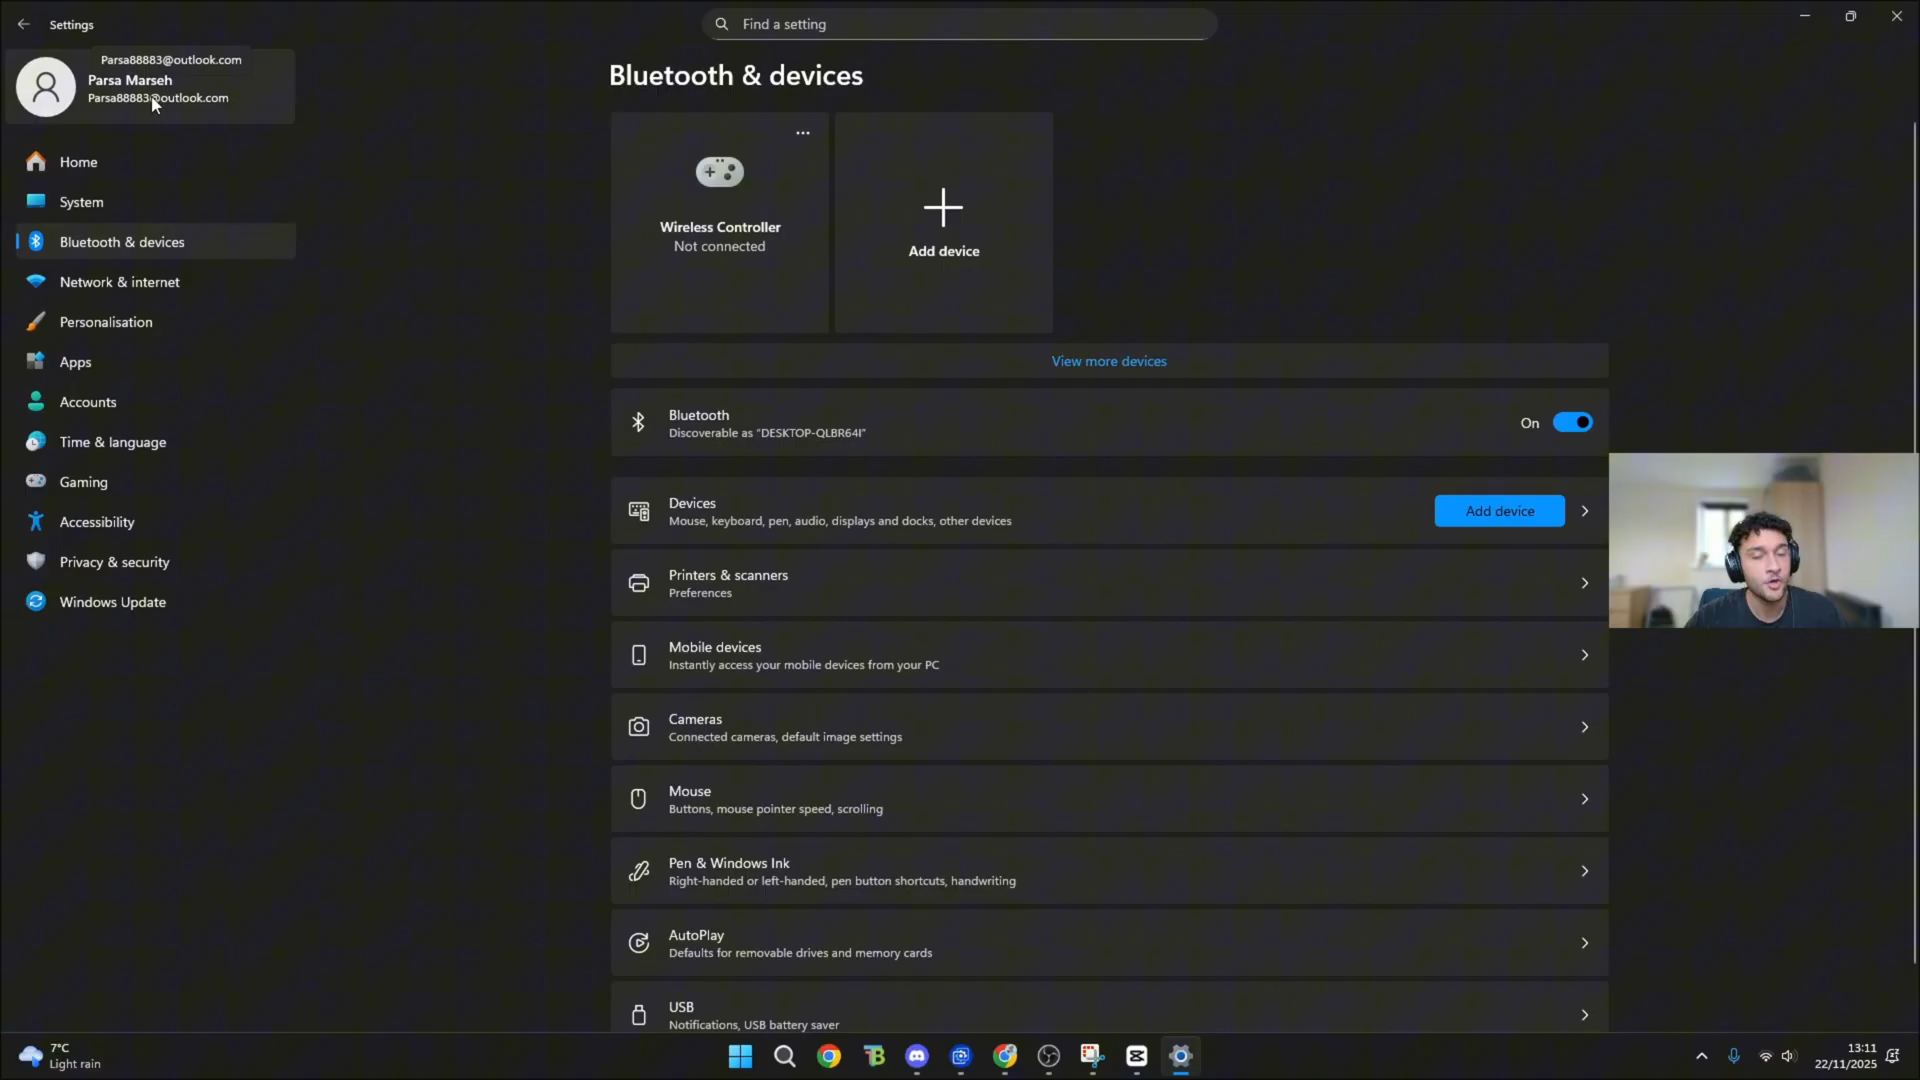 Settings
Find a setting
Parsa88883@outlook.com
Parsa Marseh
Parsa88883@outlook.com
Home
System
Bluetooth & devices
Network & internet
Personalisation
Apps
Accounts
Time & language
Gaming
Accessibility
Privacy & security
Windows Update
Bluetooth & devices
Wireless Controller
Not connected
Add device
View more devices
Bluetooth
Discoverable as "DESKTOP-QLBR64I"
On
Devices
Mouse, keyboard, pen, audio, displays and docks, other devices
Add device
Printers & scanners
Preferences
Mobile devices
Instantly access your mobile devices from your PC
Cameras
Connected cameras, default image settings
Mouse
Buttons, mouse pointer speed, scrolling
Pen & Windows Ink
Right-handed or left-handed, pen button shortcuts, handwriting
AutoPlay
Defaults for removable drives and memory cards
USB
Notifications, USB battery saver
7°C
Light rain
13:11
22/11/2025